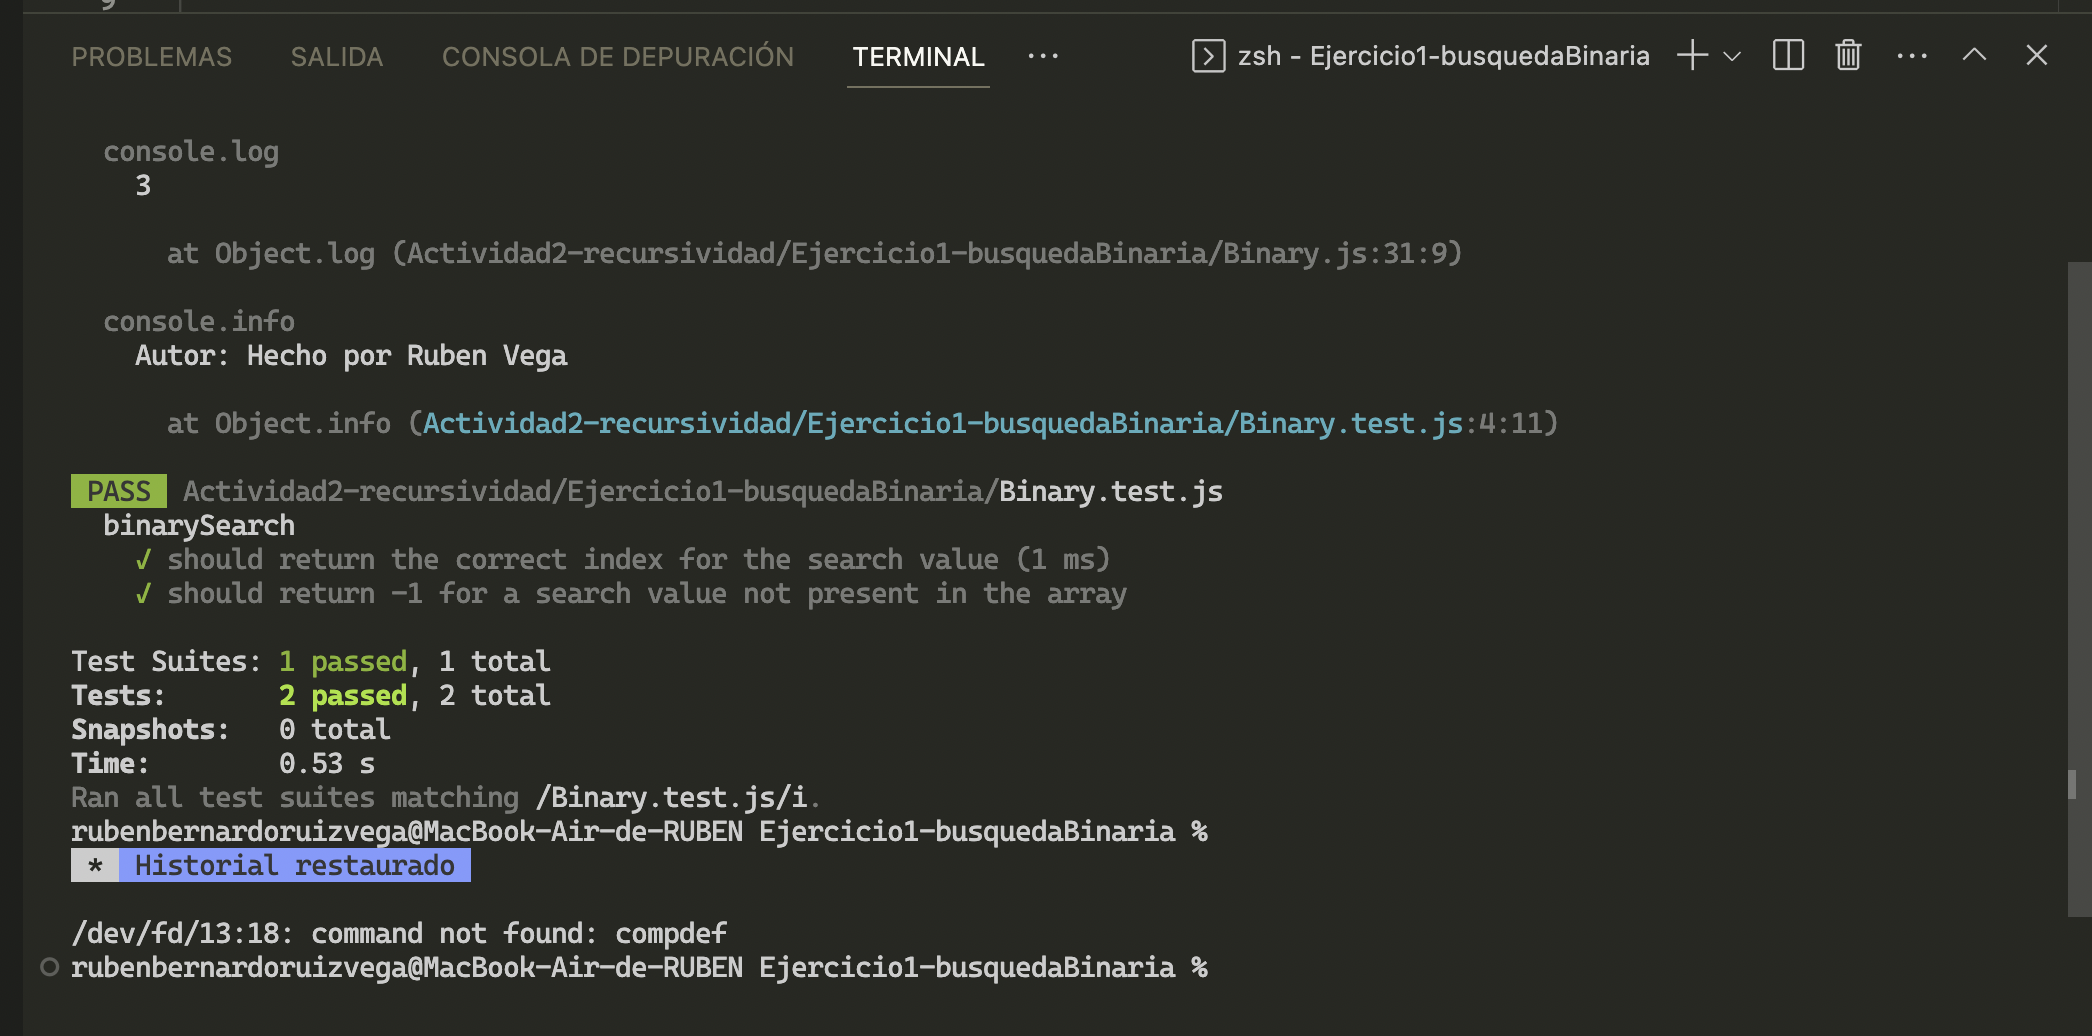 PROBLEMAS SALIDA CONSOLA DE DEPURACIÓN TERMINAL ··· zsh - Ejercicio1-busquedaBinaria
console.log
3
at Object.log (Actividad2-recursividad/Ejercicio1-busquedaBinaria/Binary.js:31:9)
console.info
Autor: Hecho por Ruben Vega
at Object.info (Actividad2-recursividad/Ejercicio1-busquedaBinaria/Binary.test.js:4:11)
PASS Actividad2-recursividad/Ejercicio1-busquedaBinaria/Binary.test.js
binarySearch
√ should return the correct index for the search value (1 ms)
√ should return -1 for a search value not present in the array
Test Suites: 1 passed, 1 total
Tests: 2 passed, 2 total
Snapshots: 0 total
Time: 0.53 s
Ran all test suites matching /Binary.test.js/i.
rubenbernardoruizvega@MacBook-Air-de-RUBEN Ejercicio1-busquedaBinaria %
* Historial restaurado
/dev/fd/13:18: command not found: compdef
rubenbernardoruizvega@MacBook-Air-de-RUBEN Ejercicio1-busquedaBinaria %